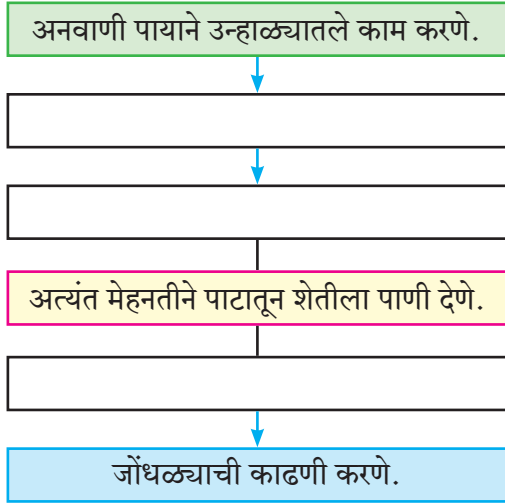 अनवाणी पायाने उन्हाळ्यातले काम करणे.
अत्यंत मेहनतीने पाटातून शेतीला पाणी देणे.
जोंधळ्याची काढणी करणे.